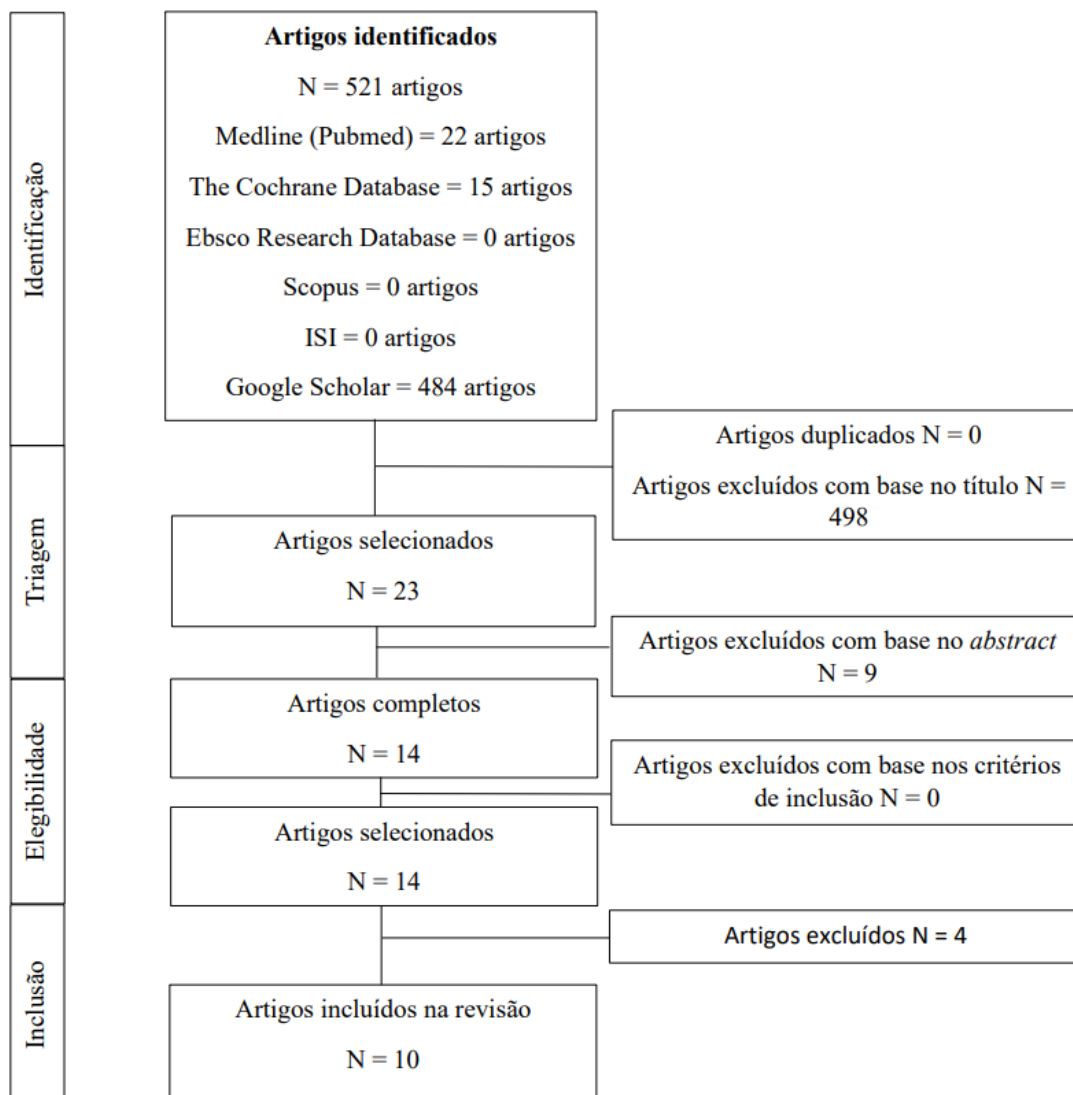 Identificação
Artigos identificados
N = 521 artigos
Medline (Pubmed) = 22 artigos
The Cochrane Database = 15 artigos
Ebsco Research Database = 0 artigos
Scopus = 0 artigos
ISI = 0 artigos
Google Scholar = 484 artigos
Triagem
Artigos duplicados N = 0
Artigos excluídos com base no título N =
498
Artigos selecionados
N = 23
Artigos excluídos com base no abstract
N = 9
Elegibilidade
Artigos completos
N = 14
Artigos excluídos com base nos critérios
de inclusão N = 0
Artigos selecionados
N = 14
Inclusão
Artigos excluídos N = 4
Artigos incluídos na revisão
N = 10